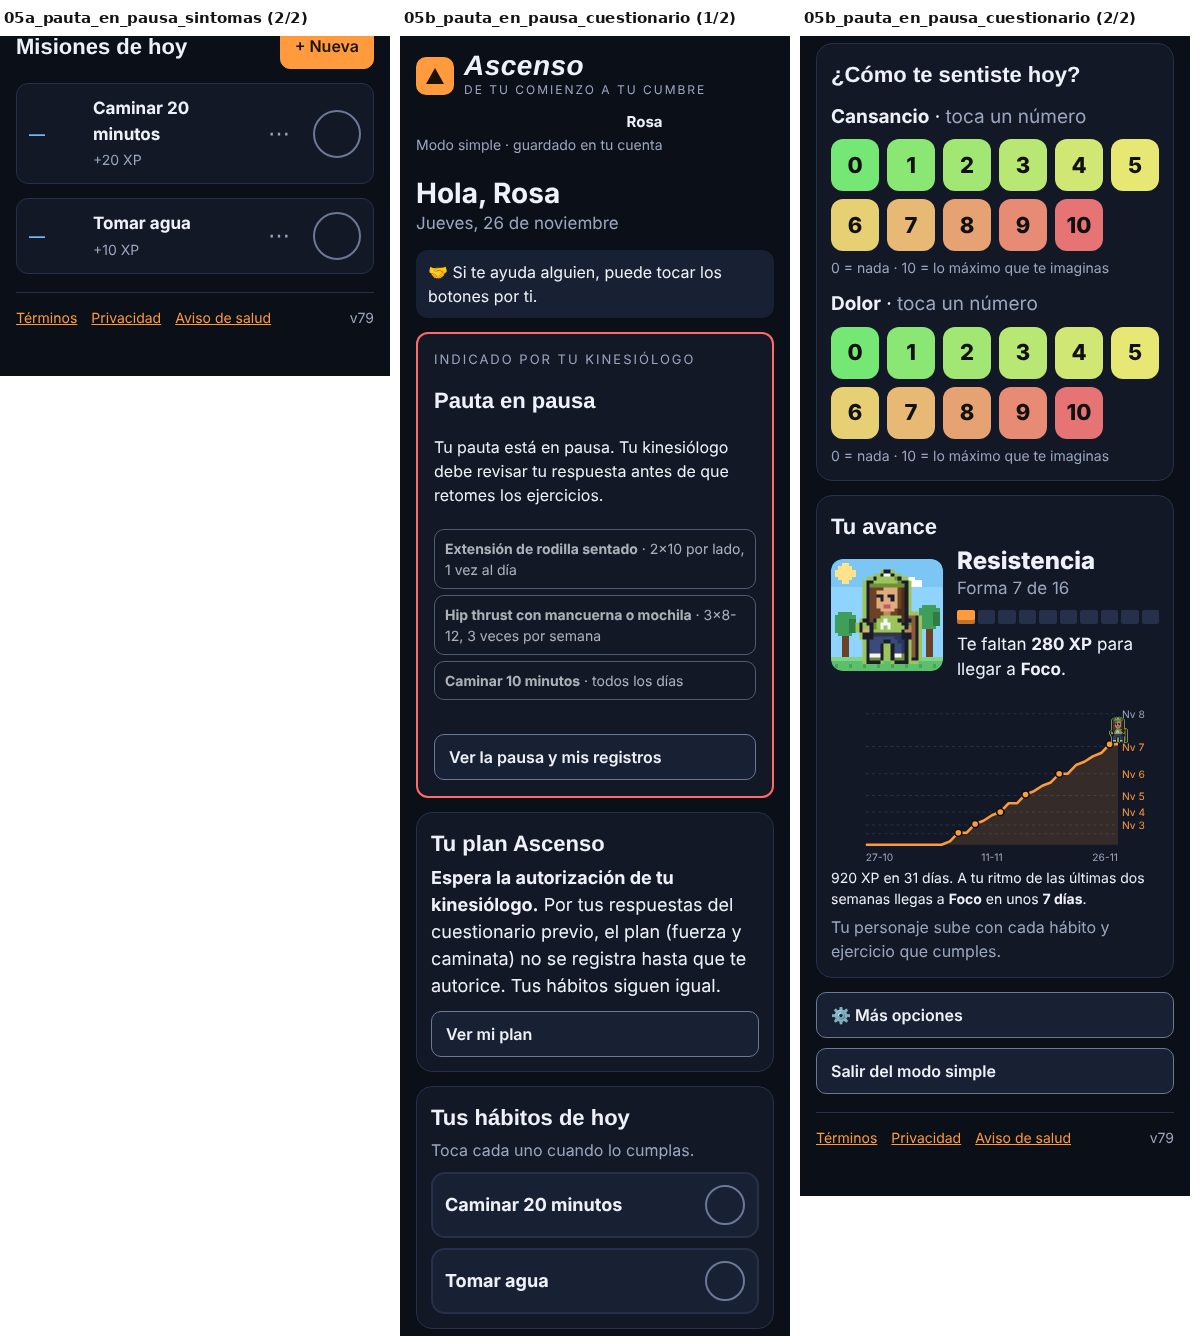 05a_pauta_en_pausa_sintomas (2/2)
Misiones de hoy
+ Nueva
Caminar 20
minutos
+20 XP
Tomar agua
+10 XP
Términos Privacidad Aviso de salud v79
05b_pauta_en_pausa_cuestionario (1/2)
Ascenso
DE TU COMIENZO A TU CUMBRE
Rosa
Modo simple · guardado en tu cuenta
Hola, Rosa
Jueves, 26 de noviembre
🤝 Si te ayuda alguien, puede tocar los
botones por ti.
INDICADO POR TU KINESIÓLOGO
Pauta en pausa
Tu pauta está en pausa. Tu kinesiólogo
debe revisar tu respuesta antes de que
retomes los ejercicios.
Extensión de rodilla sentado · 2×10 por lado,
1 vez al día
Hip thrust con mancuerna o mochila · 3×8-
12, 3 veces por semana
Caminar 10 minutos · todos los días
Ver la pausa y mis registros
Tu plan Ascenso
Espera la autorización de tu
kinesiólogo. Por tus respuestas del
cuestionario previo, el plan (fuerza y
caminata) no se registra hasta que te
autorice. Tus hábitos siguen igual.
Ver mi plan
Tus hábitos de hoy
Toca cada uno cuando lo cumplas.
Caminar 20 minutos
Tomar agua
05b_pauta_en_pausa_cuestionario (2/2)
¿Cómo te sentiste hoy?
Cansancio · toca un número
0 1 2 3 4 5
6 7 8 9 10
0 = nada · 10 = lo máximo que te imaginas
Dolor · toca un número
0 1 2 3 4 5
6 7 8 9 10
0 = nada · 10 = lo máximo que te imaginas
Tu avance
Resistencia
Forma 7 de 16
Te faltan 280 XP para
llegar a Foco.
Nv 8
Nv 7
Nv 6
Nv 5
Nv 4
Nv 3
27-10 11-11 26-11
920 XP en 31 días. A tu ritmo de las últimas dos
semanas llegas a Foco en unos 7 días.
Tu personaje sube con cada hábito y
ejercicio que cumples.
⚙️ Más opciones
Salir del modo simple
Términos Privacidad Aviso de salud v79